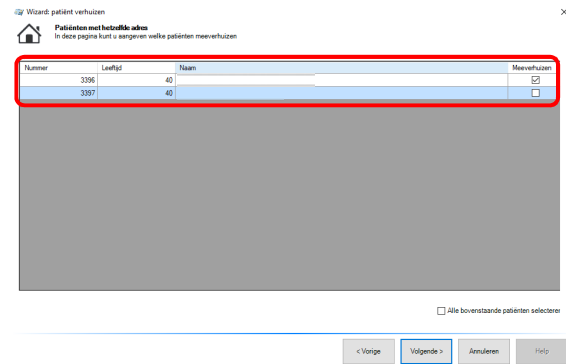 Wizard: patiënt verhuizen
Patiënten met hetzelfde adres
In deze pagina kunt u aangeven welke patiënten meeverhuizen
Nummer Leeftijd Naam Meeverhuizen
3396 40
3397 40
Alle bovenstaande patiënten selecteren
< Vorige Volgende > Annuleren Help